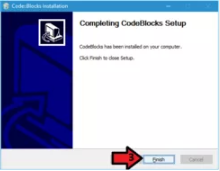 CodeBlocks Installation
Completing CodeBlocks Setup
CodeBlocks has been installed on your computer.
Click Finish to close Setup.
3
Finish
Cancel